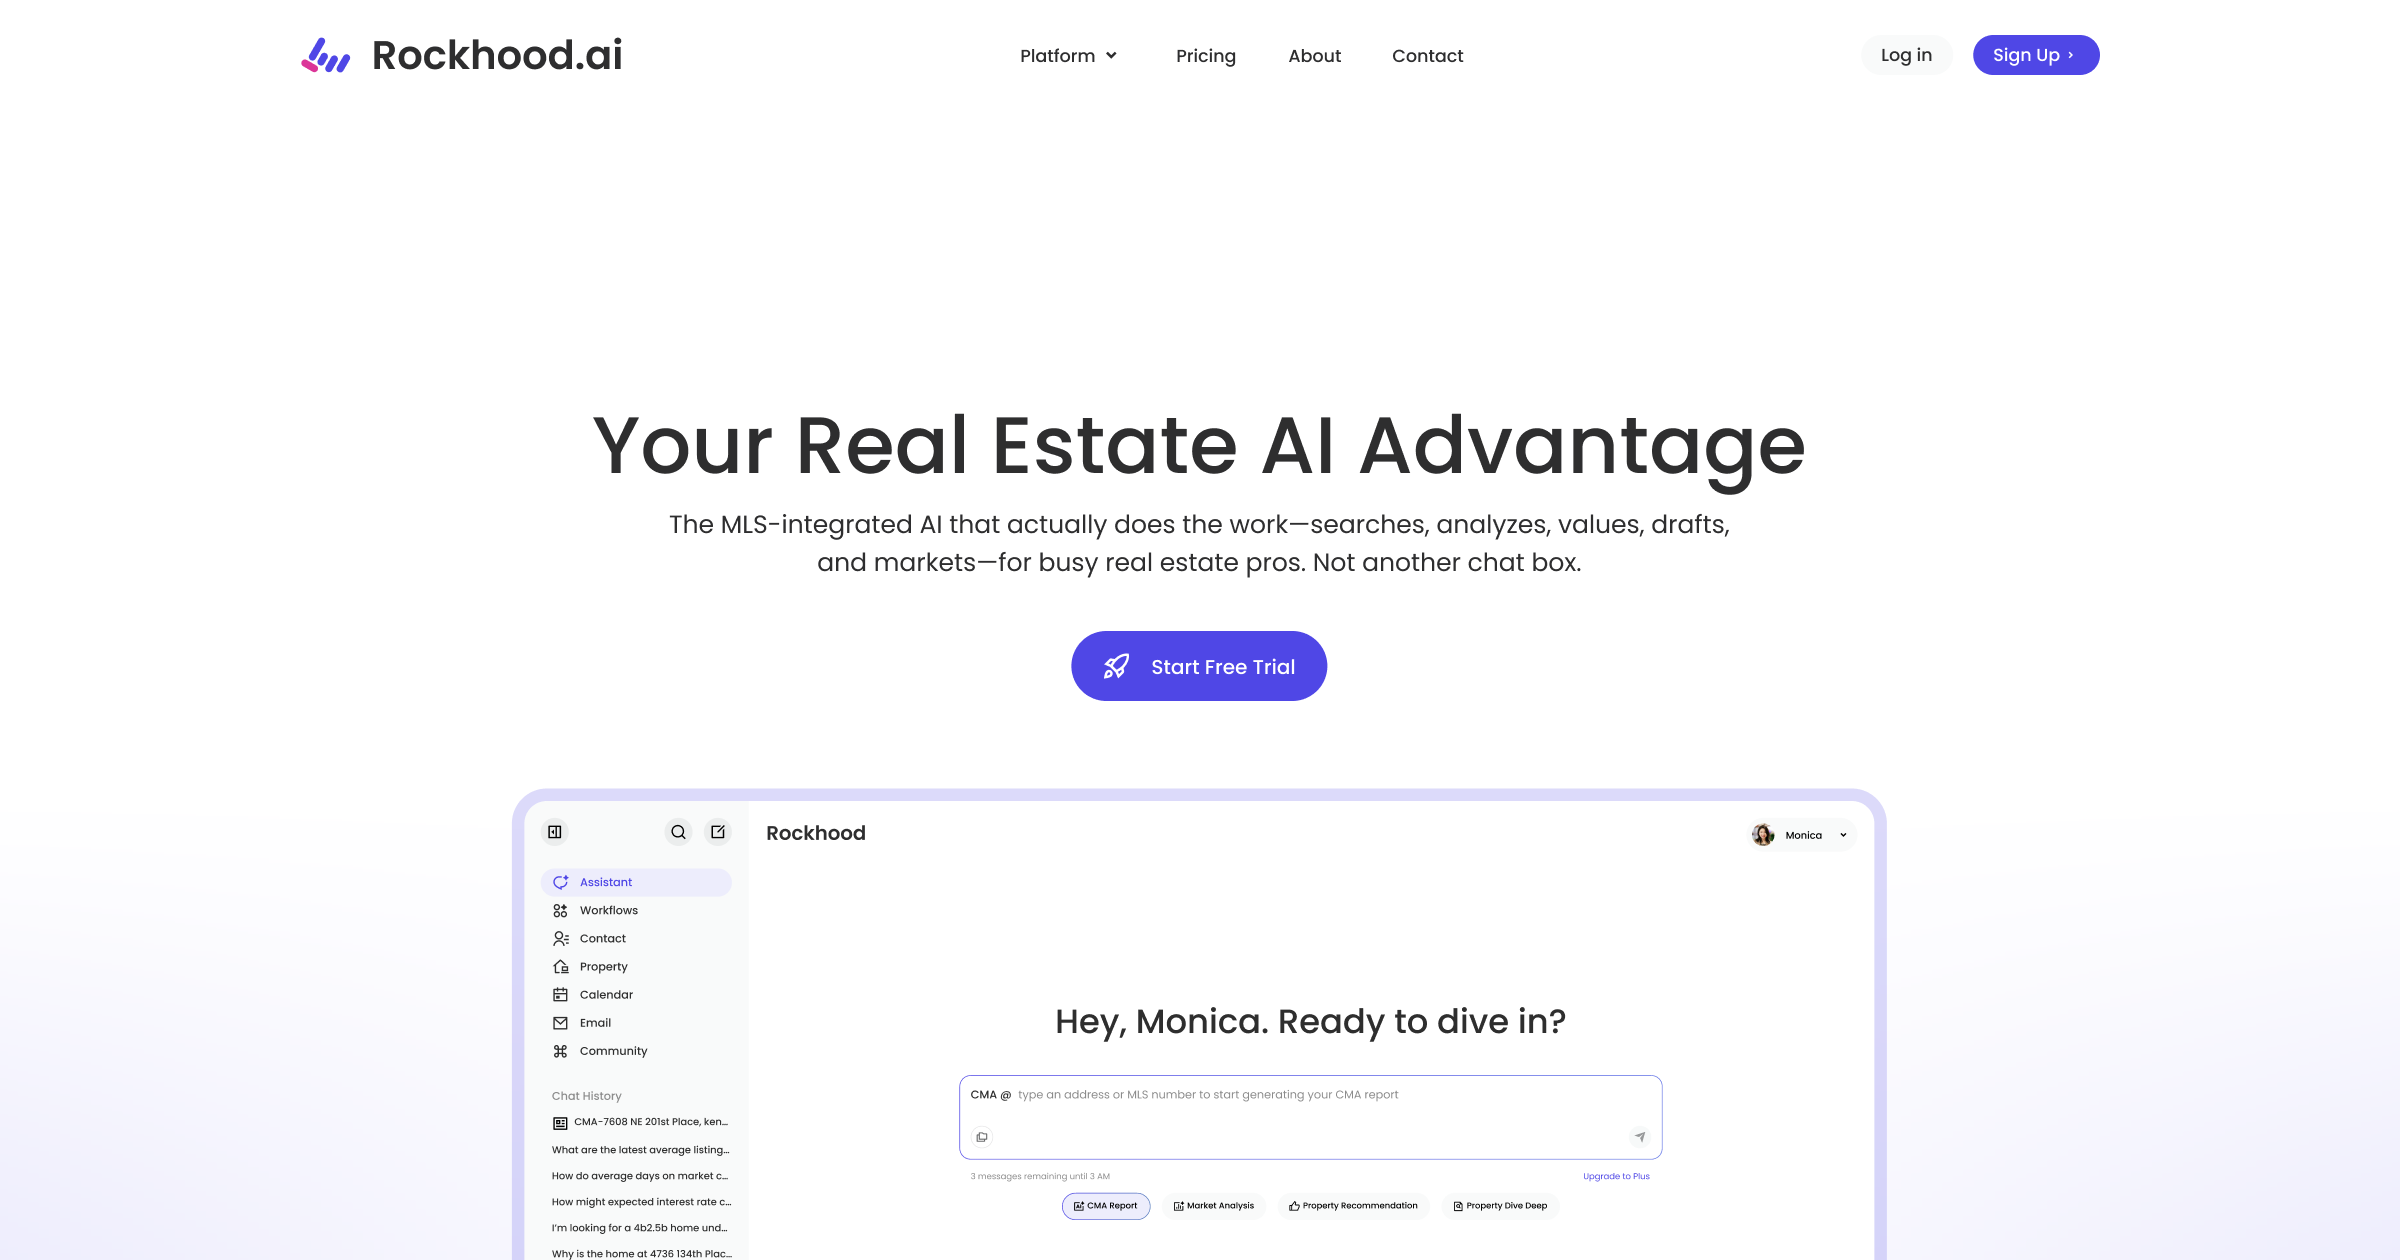 Rockhood.ai
Platform
Pricing
About
Contact
Log in
Sign Up
Your Real Estate AI Advantage
The MLS-integrated AI that actually does the work—searches, analyzes, values, drafts,
and markets—for busy real estate pros. Not another chat box.
Start Free Trial
Rockhood
Monica
Assistant
Workflows
Contact
Property
Calendar
Email
Community
Chat History
CMA-7608 NE 201st Place, ken...
What are the latest average listing...
How do average days on market c...
How might expected interest rate c...
I'm looking for a 4b2.5b home und...
Why is the home at 4736 134th Plac...
Hey, Monica. Ready to dive in?
CMA @ type an address or MLS number to start generating your CMA report
3 messages remaining until 3 AM
Upgrade to Plus
CMA Report
Market Analysis
Property Recommendation
Property Dive Deep